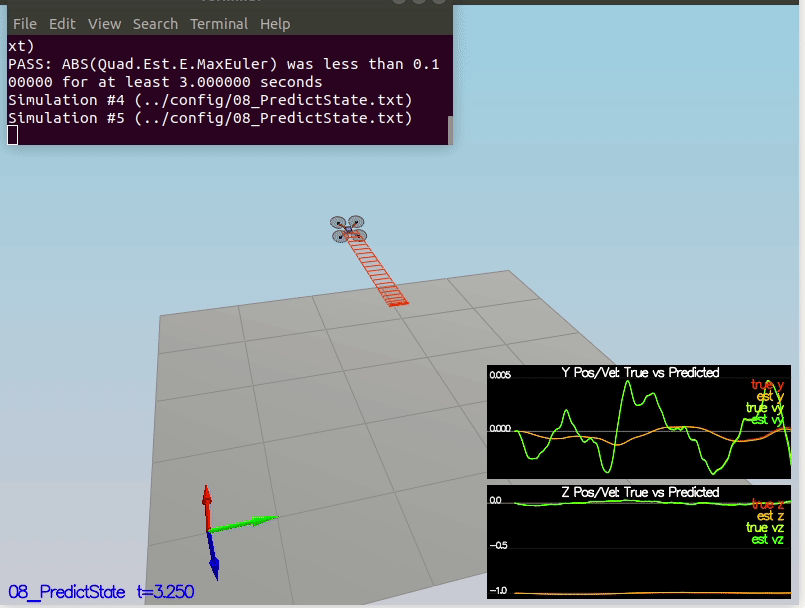 File Edit View Search Terminal Help
xt)
PASS: ABS(Quad.Est.E.MaxEuler) was less than 0.1
00000 for at least 3.000000 seconds
Simulation #4 (../config/08_PredictState.txt)
Simulation #5 (../config/08_PredictState.txt)
Y Pos/Vel: True vs Predicted
0.005
true y
est y
true vy
est vy
0.000
Z Pos/Vel: True vs Predicted
0.0
true z
est z
true vz
est vz
-0.5
-1.0
08_PredictState t=3.250